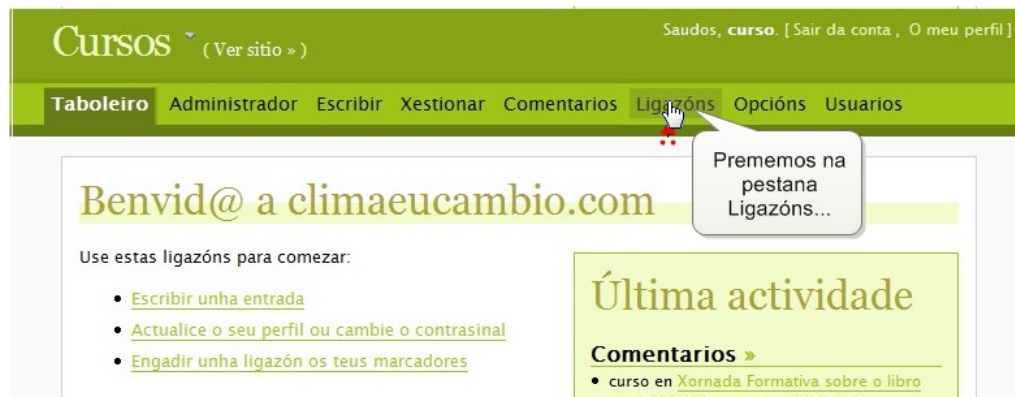 Cursos ( Ver sitio » )
Saudos, curso. [ Sair da conta , O meu perfil ]
Taboleiro Administrador Escribir Xestionar Comentarios Ligazóns Opcións Usuarios
Prememos na
pestana
Ligazóns...
Benvid@ a climaeucambio.com
Use estas ligazóns para comezar:
Escribir unha entrada
Actualice o seu perfil ou cambie o contrasinal
Engadir unha ligazón os teus marcadores
Última actividade
Comentarios »
curso en Xornada Formativa sobre o libro